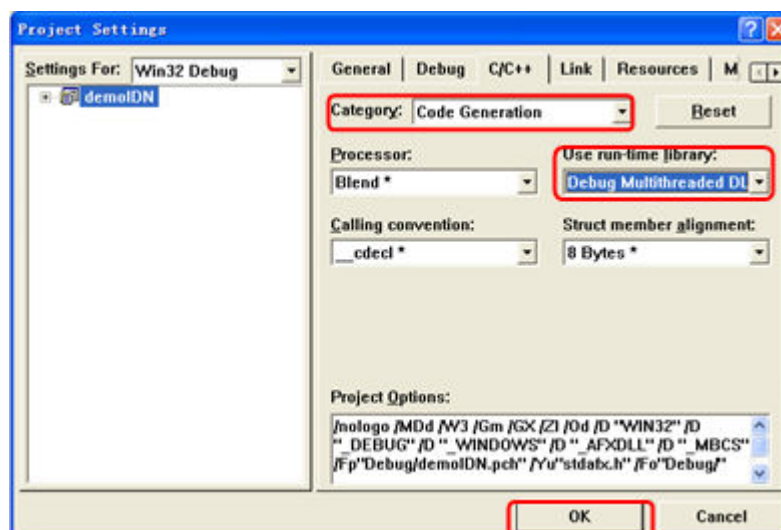 Project Settings
Settings For: Win32 Debug
demoIDN
General Debug C/C++ Link Resources M
Category: Code Generation
Reset
Processor:
Use run-time library:
Blend *
Debug Multithreaded DL
Calling convention:
Struct member alignment:
__cdecl *
8 Bytes *
Project Options:
/nologo /MDd /W3 /Gm /GX /ZI /Od /D "WIN32" /D
"_DEBUG" /D "_WINDOWS" /D "_AFXDLL" /D "_MBCS"
/Fp"Debug/demoIDN.pch" /Yu"stdafx.h" /Fo"Debug/"
OK
Cancel